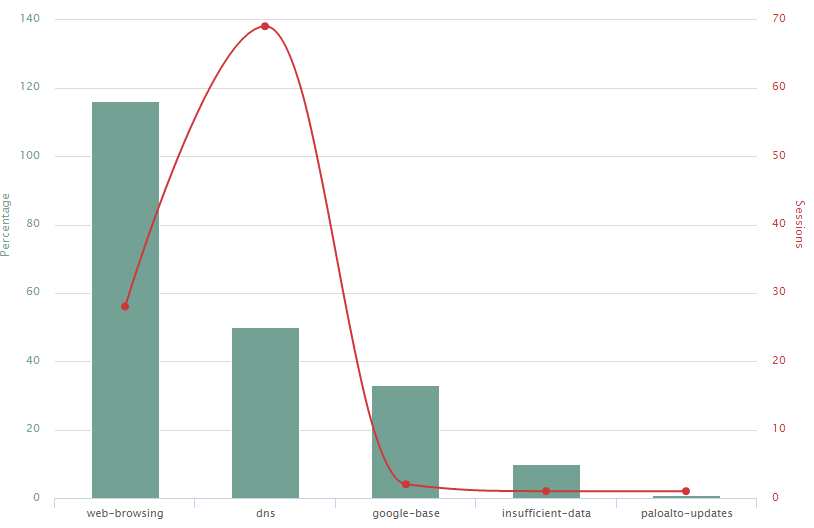 140
120
100
80
60
40
20
0
Percentage
70
60
50
40
30
20
10
0
Sessions
web-browsing
dns
google-base
insufficient-data
paloalto-updates